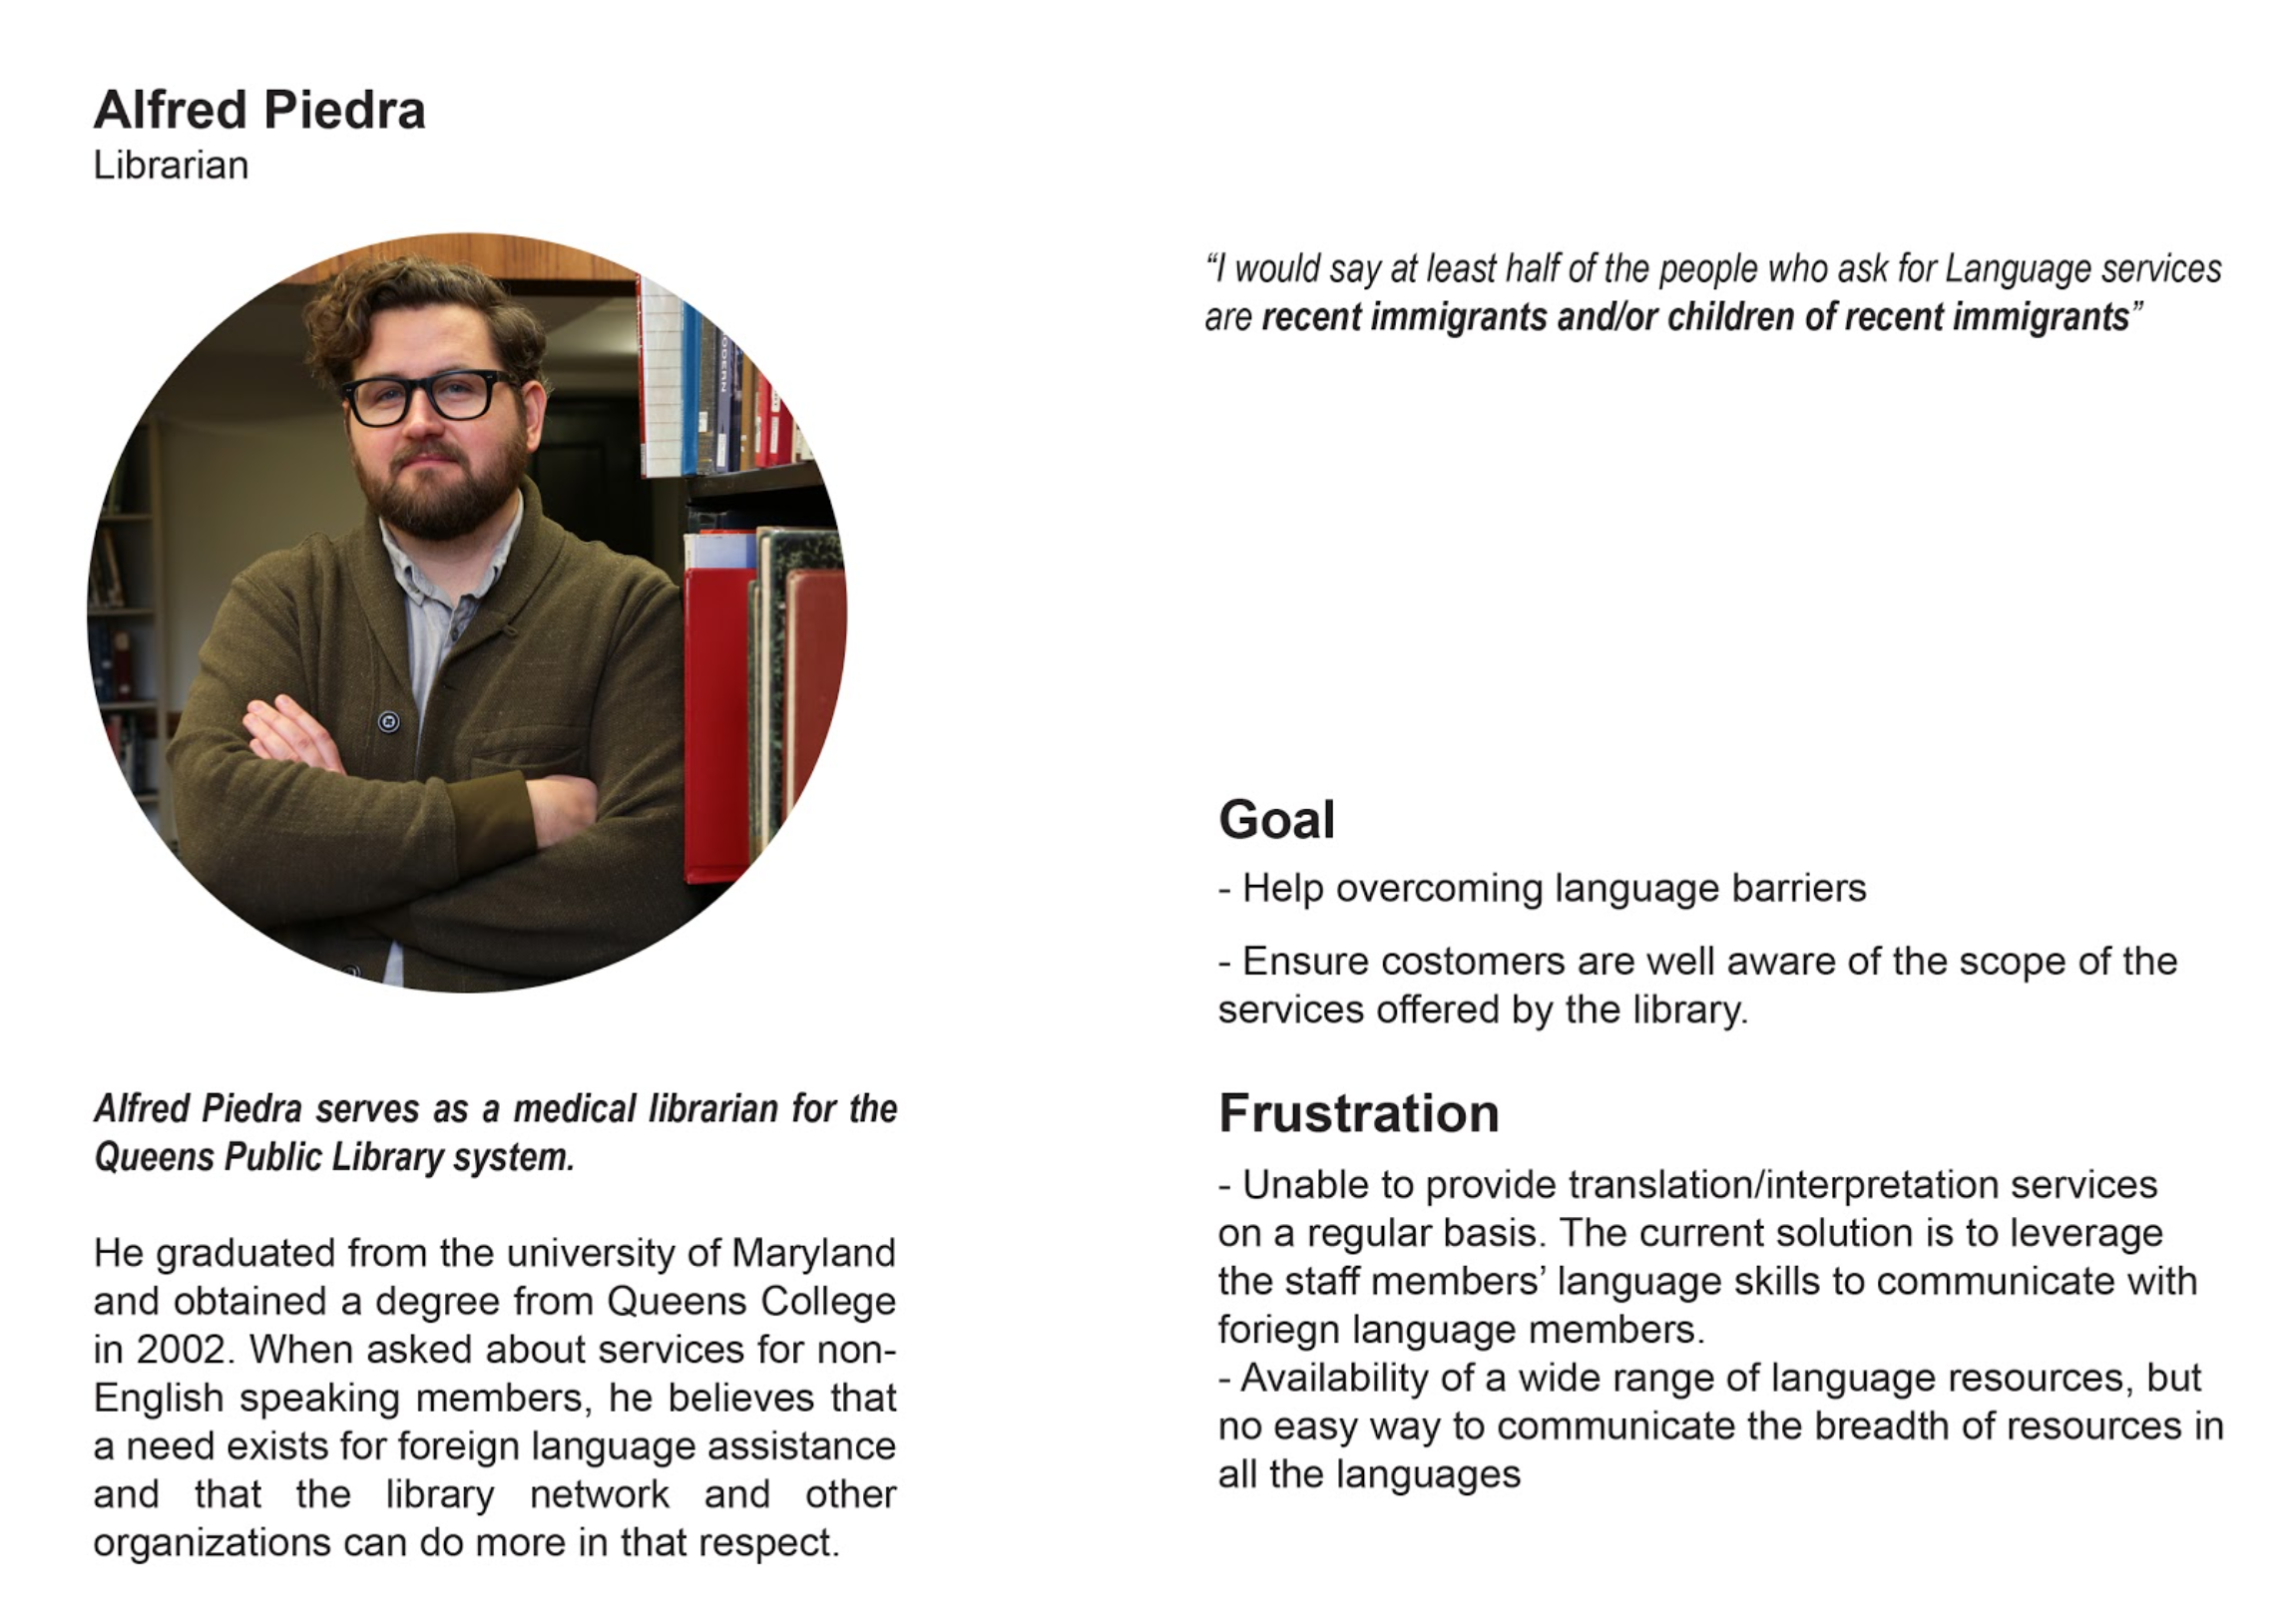 Alfred Piedra
Librarian
“I would say at least half of the people who ask for Language services
are recent immigrants and/or children of recent immigrants”
Alfred Piedra serves as a medical librarian for the
Queens Public Library system.
He graduated from the university of Maryland
and obtained a degree from Queens College
in 2002. When asked about services for non-
English speaking members, he believes that
a need exists for foreign language assistance
and that the library network and other
organizations can do more in that respect.
Goal
- Help overcoming language barriers
- Ensure costomers are well aware of the scope of the
services offered by the library.
Frustration
- Unable to provide translation/interpretation services
on a regular basis. The current solution is to leverage
the staff members’ language skills to communicate with
foriegn language members.
- Availability of a wide range of language resources, but
no easy way to communicate the breadth of resources in
all the languages